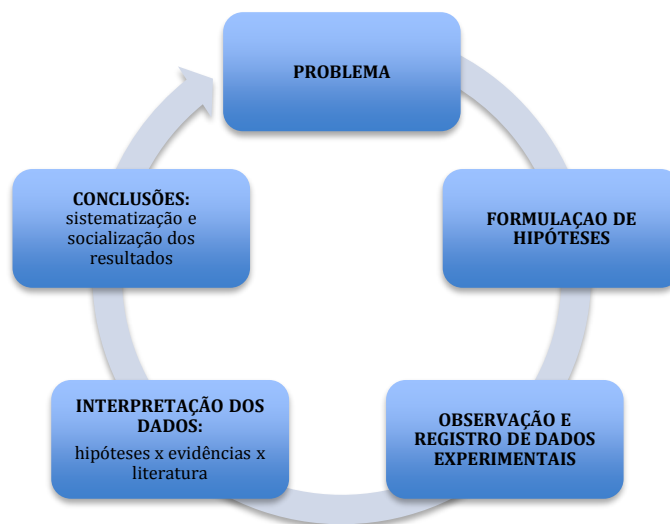 PROBLEMA
FORMULAÇAO DE
HIPÓTESES
OBSERVAÇÃO E
REGISTRO DE DADOS
EXPERIMENTAIS
INTERPRETAÇÃO DOS
DADOS:
hipóteses x evidências x
literatura
CONCLUSÕES:
sistematização e
socialização dos
resultados